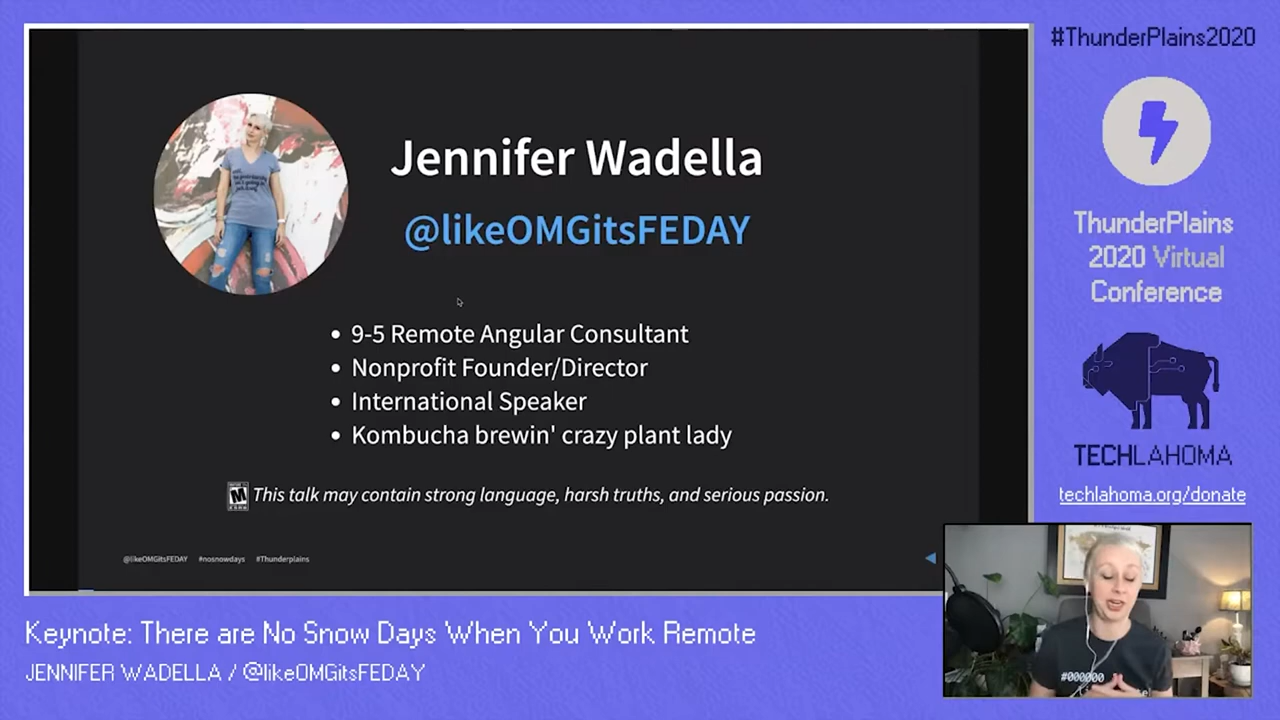 #ThunderPlains2020
Jennifer Wadella
@likeOMGitsFEDAY
• 9-5 Remote Angular Consultant
• Nonprofit Founder/Director
• International Speaker
• Kombucha brewin' crazy plant lady
M This talk may contain strong language, harsh truths, and serious passion.
@likeOMGitsFEDAY #nosnowdays #Thunderplains
ThunderPlains
2020 Virtual
Conference
TECHLAHOMA
techlahoma.org/donate
#000000
Keynote: There are No Snow Days When You Work Remote
JENNIFER WADELLA / @likeOMGitsFEDAY